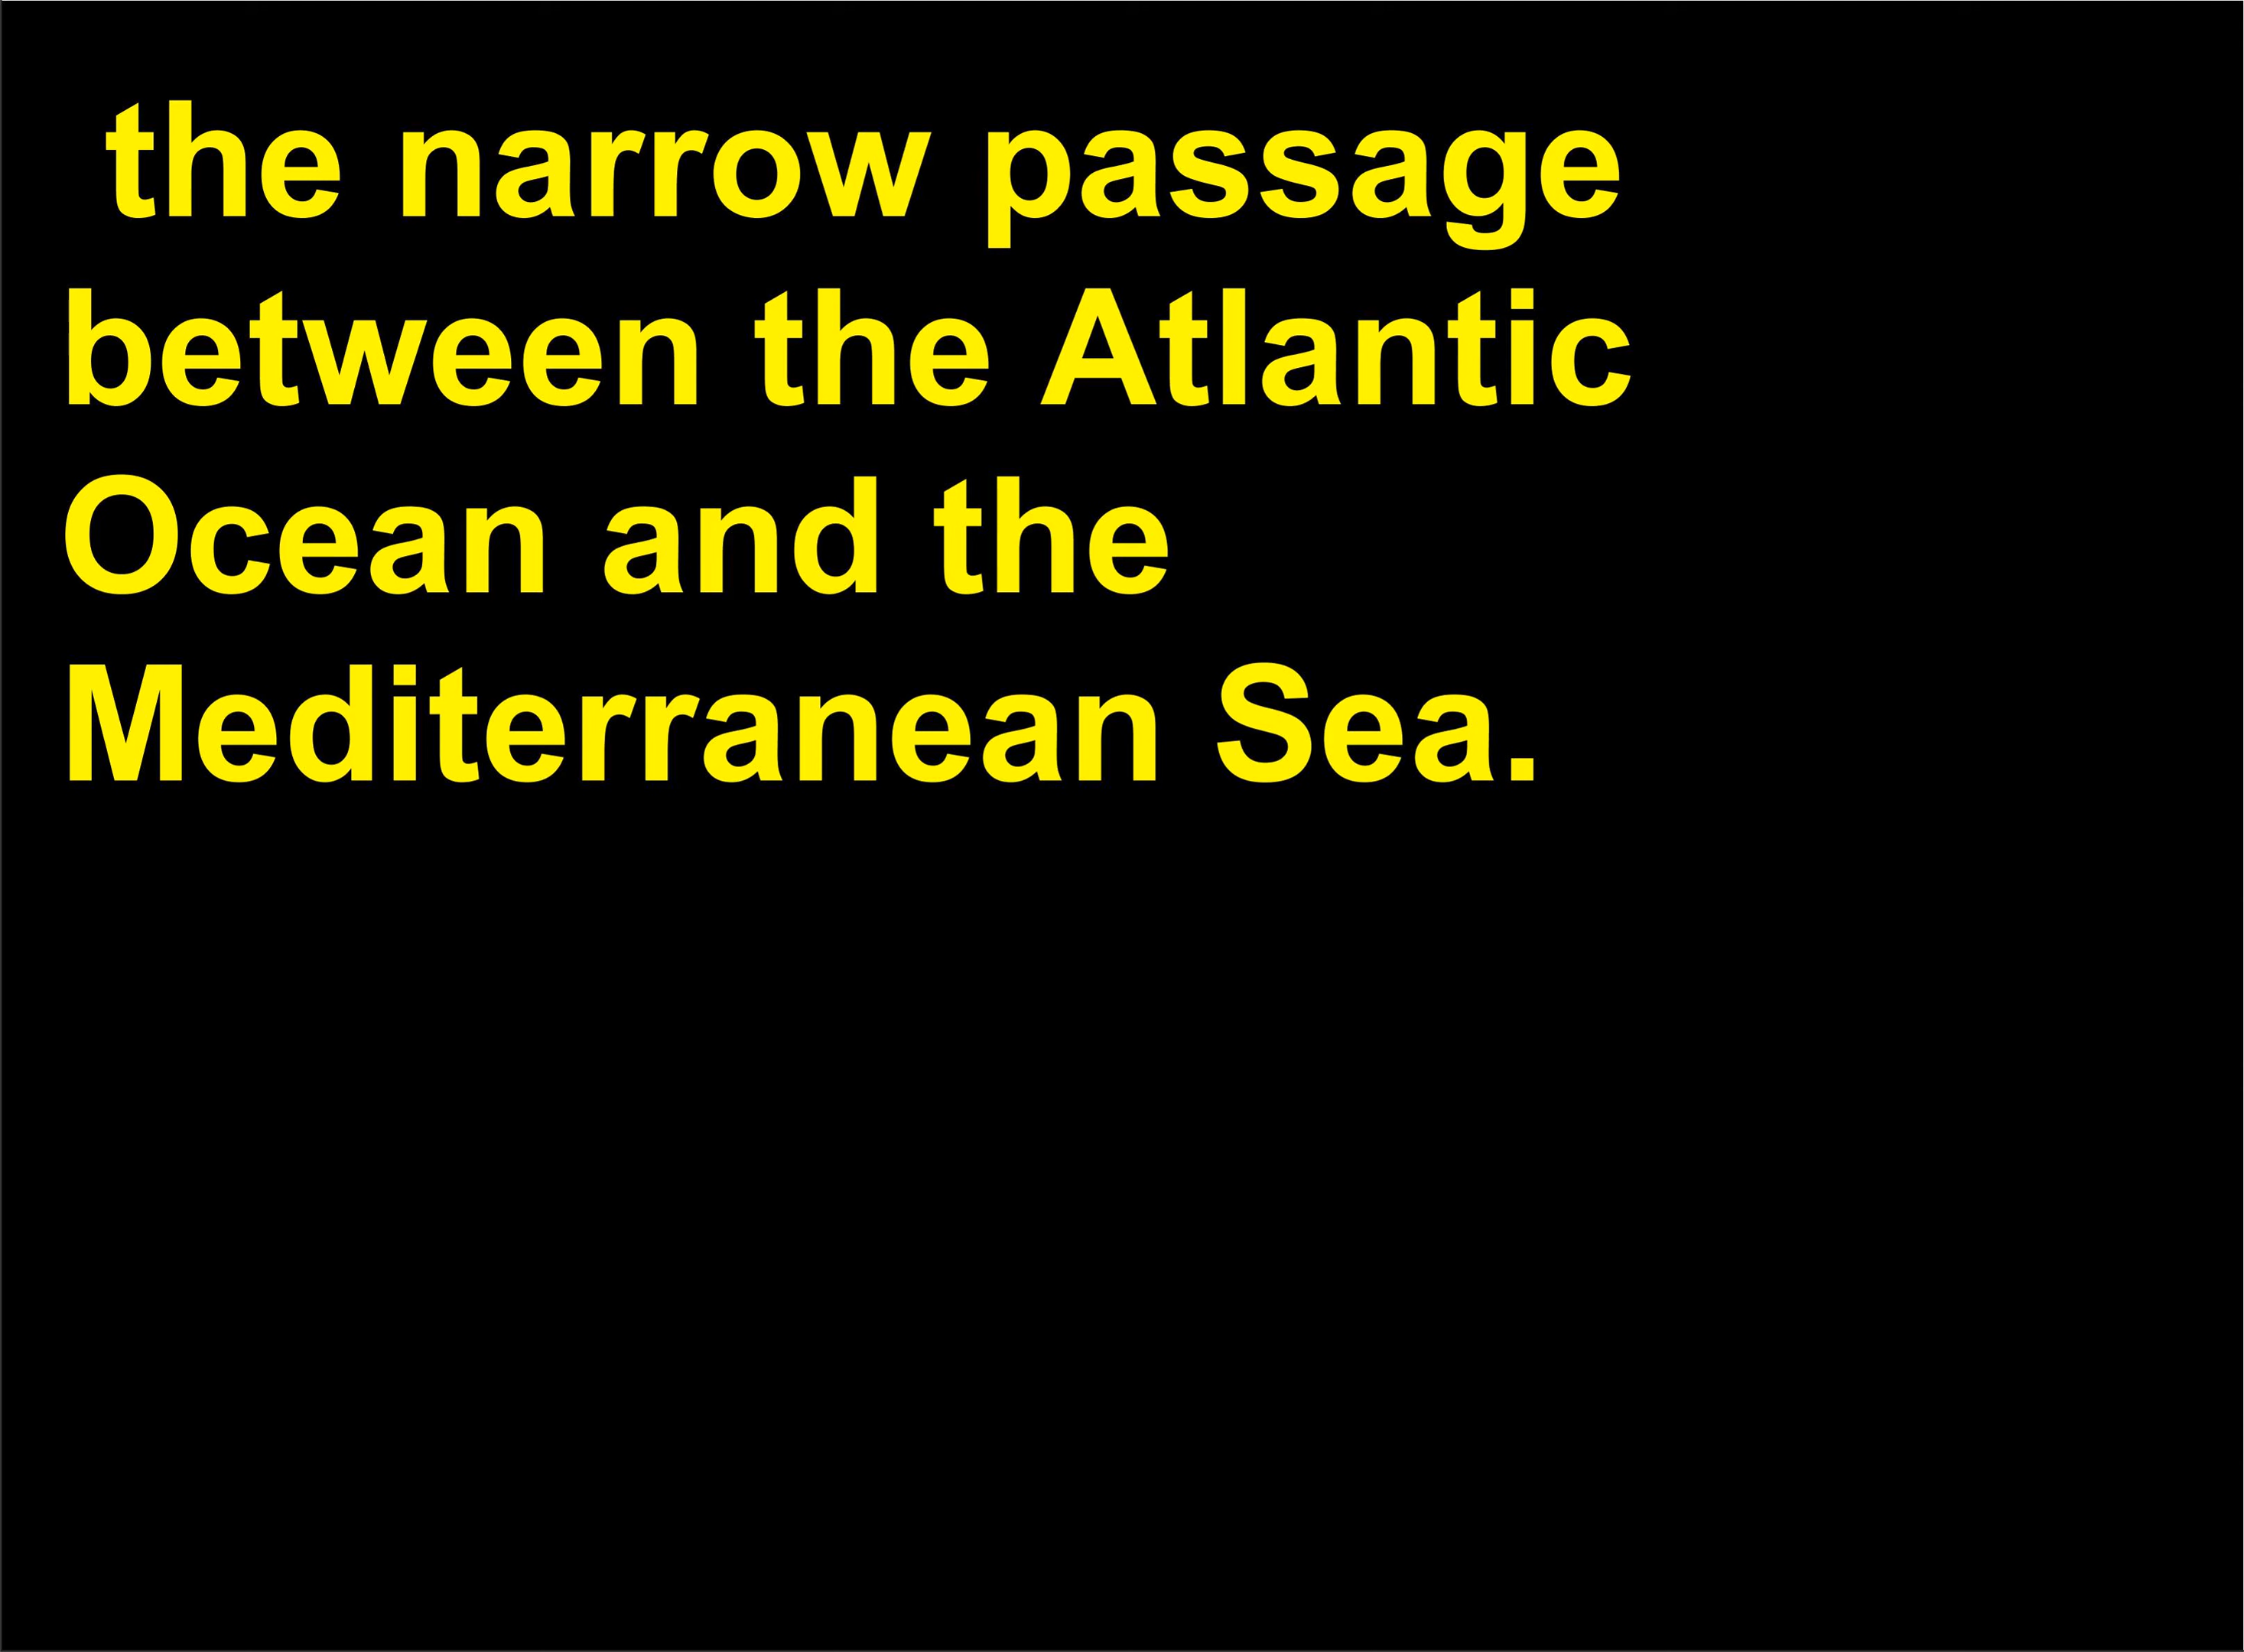 the narrow passage
between the Atlantic
Ocean and the
Mediterranean Sea.